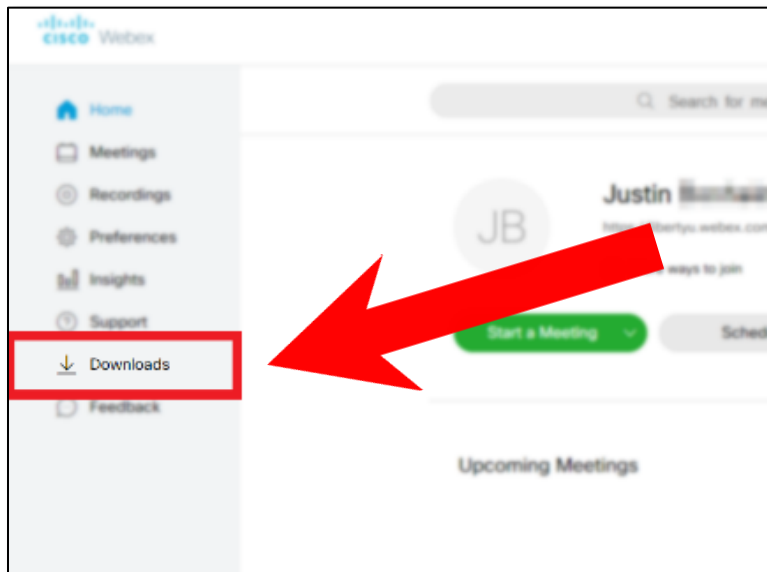 cisco Webex
Home
Search for me
Meetings
Recordings
Justin
Preferences
JB
ways to join
Insights
Support
Start a Meeting
Sched
Downloads
Feedback
Upcoming Meetings